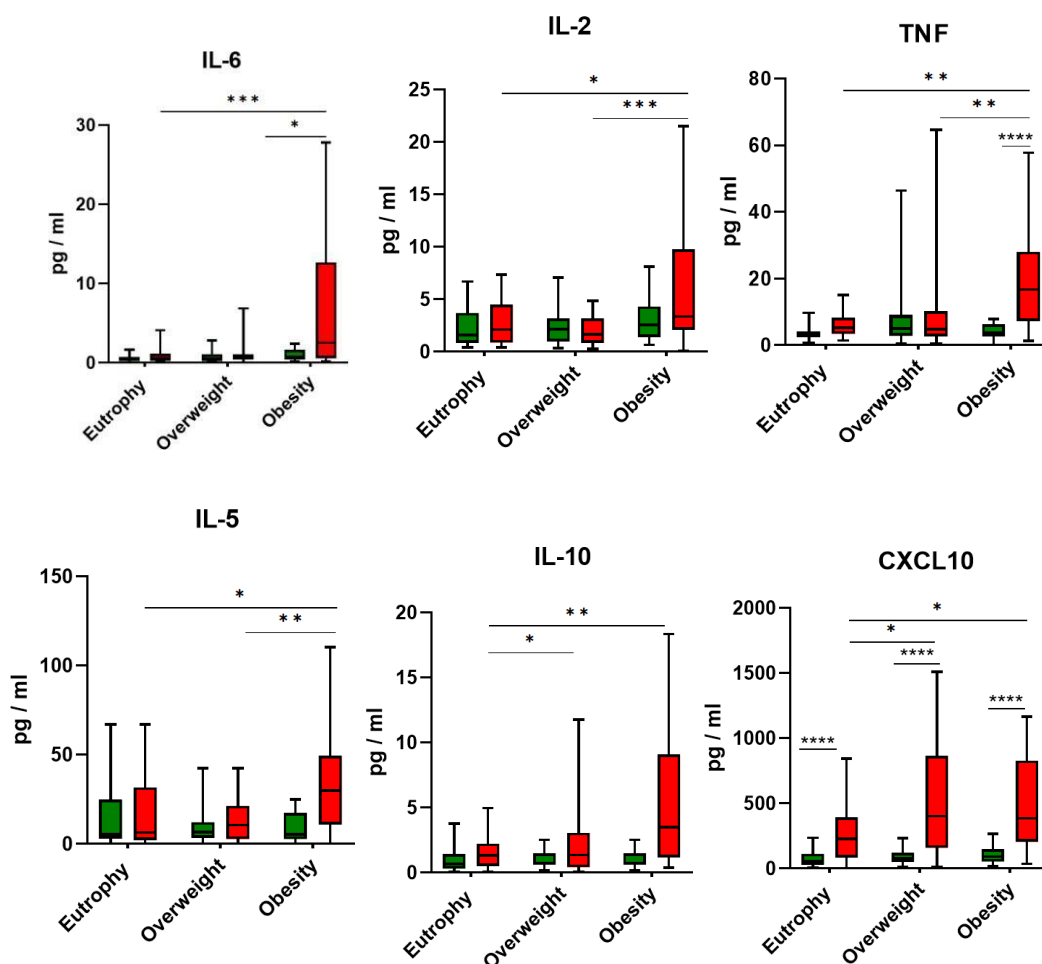 IL-6
pg / ml
30
20
10
0
***
*
Eutrophy
Overweight
Obesity
IL-2
pg / ml
25
20
15
10
5
0
*
***
Eutrophy
Overweight
Obesity
TNF
pg / ml
80
60
40
20
0
**
**
****
Eutrophy
Overweight
Obesity
IL-5
pg / ml
150
100
50
0
*
**
Eutrophy
Overweight
Obesity
IL-10
pg / ml
20
15
10
5
0
**
*
Eutrophy
Overweight
Obesity
CXCL10
pg / ml
2000
1500
1000
500
0
*
*
****
****
****
Eutrophy
Overweight
Obesity